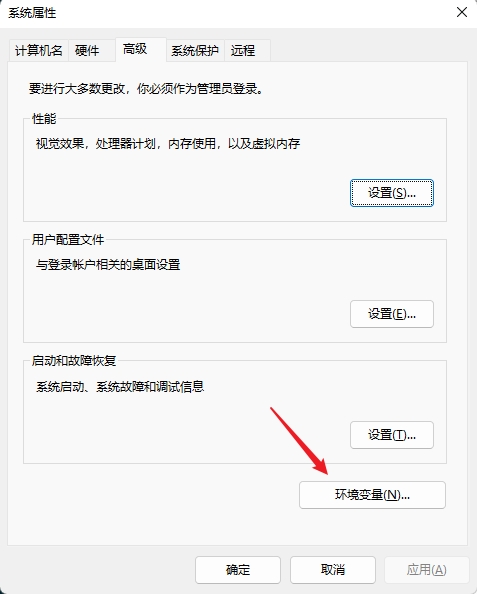 系统属性
计算机名 硬件 高级 系统保护 远程
要进行大多数更改，你必须作为管理员登录。
性能
视觉效果，处理器计划，内存使用，以及虚拟内存
设置(S)...
用户配置文件
与登录帐户相关的桌面设置
设置(E)...
启动和故障恢复
系统启动、系统故障和调试信息
设置(T)...
环境变量(N)...
确定 取消 应用(A)